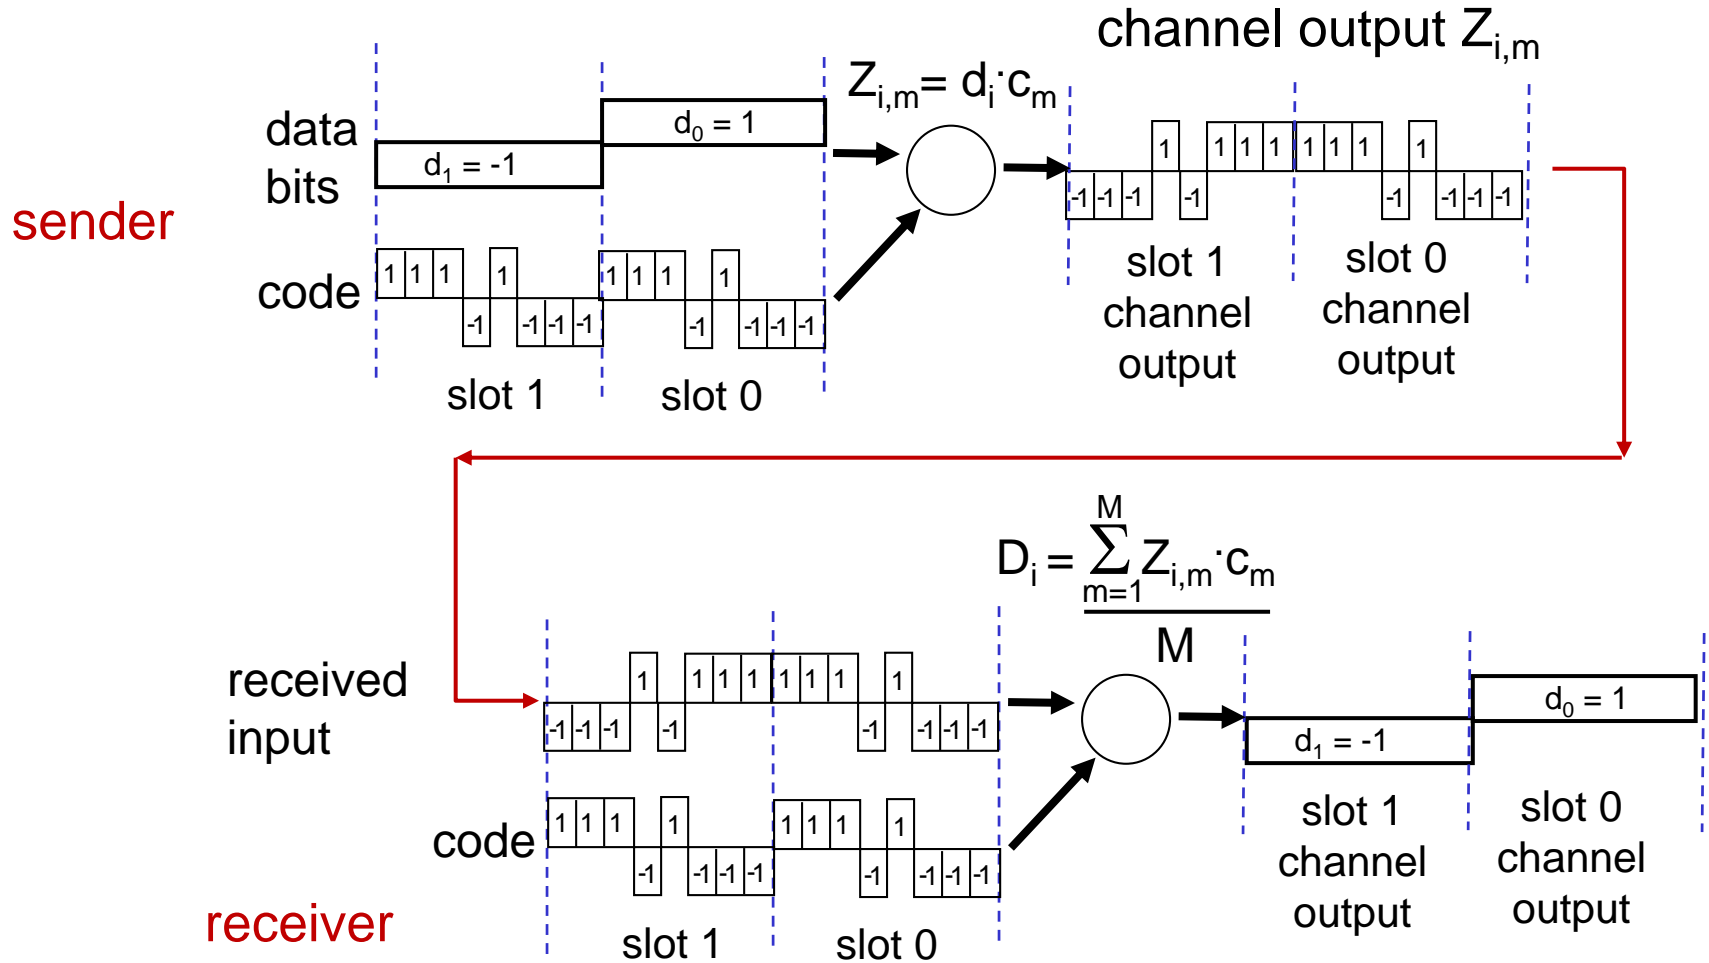 channel output Z_i,m
Z_i,m = d_i·c_m
data bits
d_0 = 1
d_1 = -1
1 1 1 -1 1 -1 -1 -1 1 1 1 -1 1 -1 -1 -1
code
slot 1 slot 0
sender
-1 -1 -1 1 -1 1 1 1 1 1 1 -1 1 -1 -1 -1
slot 1 channel output
slot 0 channel output
D_i = Σ_{m=1}^{M} Z_i,m·c_m
M
received input
-1 -1 -1 1 -1 1 1 1 1 1 1 -1 1 -1 -1 -1
code
1 1 1 -1 1 -1 -1 -1 1 1 1 -1 1 -1 -1 -1
slot 1 slot 0
receiver
d_0 = 1
d_1 = -1
slot 1 channel output
slot 0 channel output